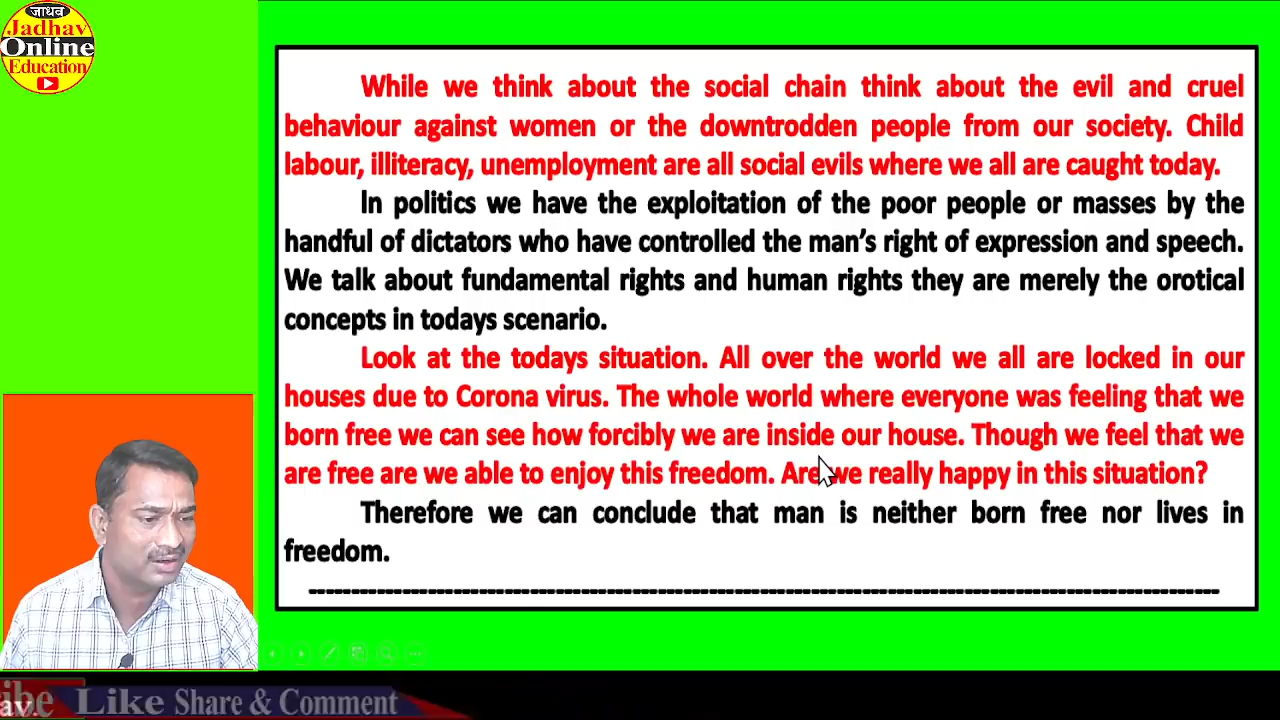 जाधव
Jadhav
Online
Education
While we think about the social chain think about the evil and cruel
behaviour against women or the downtrodden people from our society. Child
labour, illiteracy, unemployment are all social evils where we all are caught today.
In politics we have the exploitation of the poor people or masses by the
handful of dictators who have controlled the man's right of expression and speech.
We talk about fundamental rights and human rights they are merely the orotical
concepts in todays scenario.
Look at the todays situation. All over the world we all are locked in our
houses due to Corona virus. The whole world where everyone was feeling that we
born free we can see how forcibly we are inside our house. Though we feel that we
are free are we able to enjoy this freedom. Are we really happy in this situation?
Therefore we can conclude that man is neither born free nor lives in
freedom.
ibe Like Share & Comment
av.